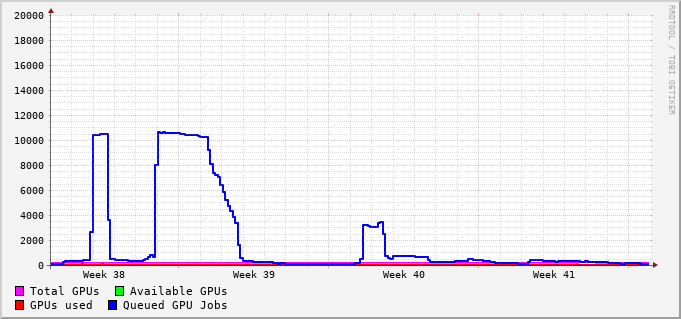 20000
18000
16000
14000
12000
10000
8000
6000
4000
2000
0
Week 38 Week 39 Week 40 Week 41
Total GPUs Available GPUs
GPUs used Queued GPU Jobs
RRDTOOL / TOBI OETIKER